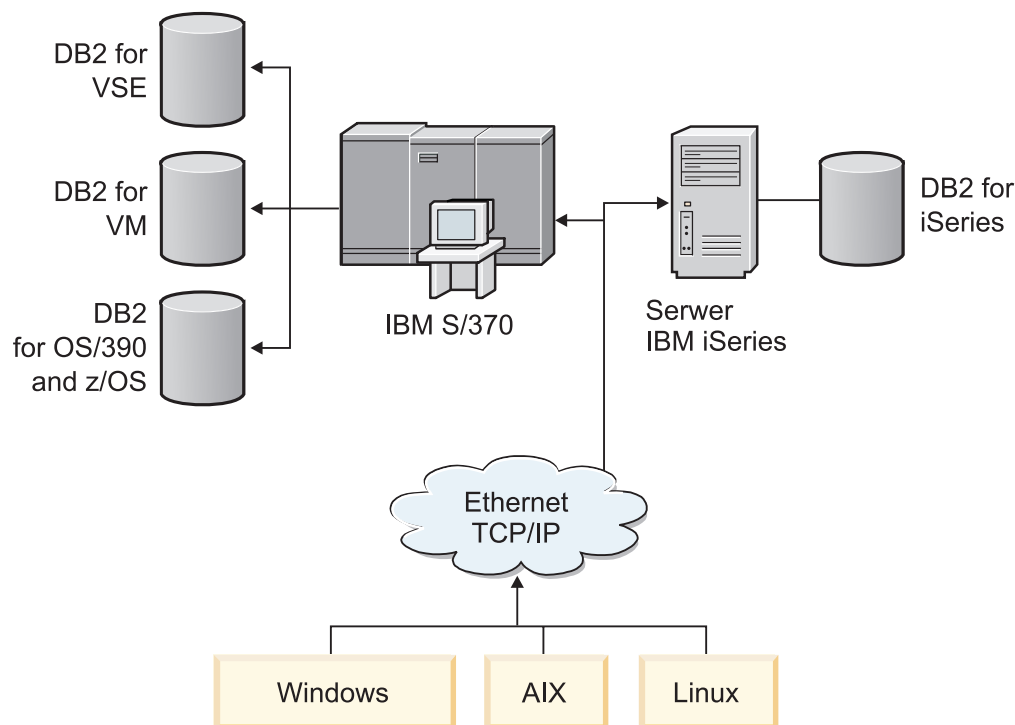 DB2 for
VSE
DB2 for
VM
DB2
for OS/390
and z/OS
IBM S/370
Serwer
IBM iSeries
DB2 for
iSeries
Ethernet
TCP/IP
Windows
AIX
Linux